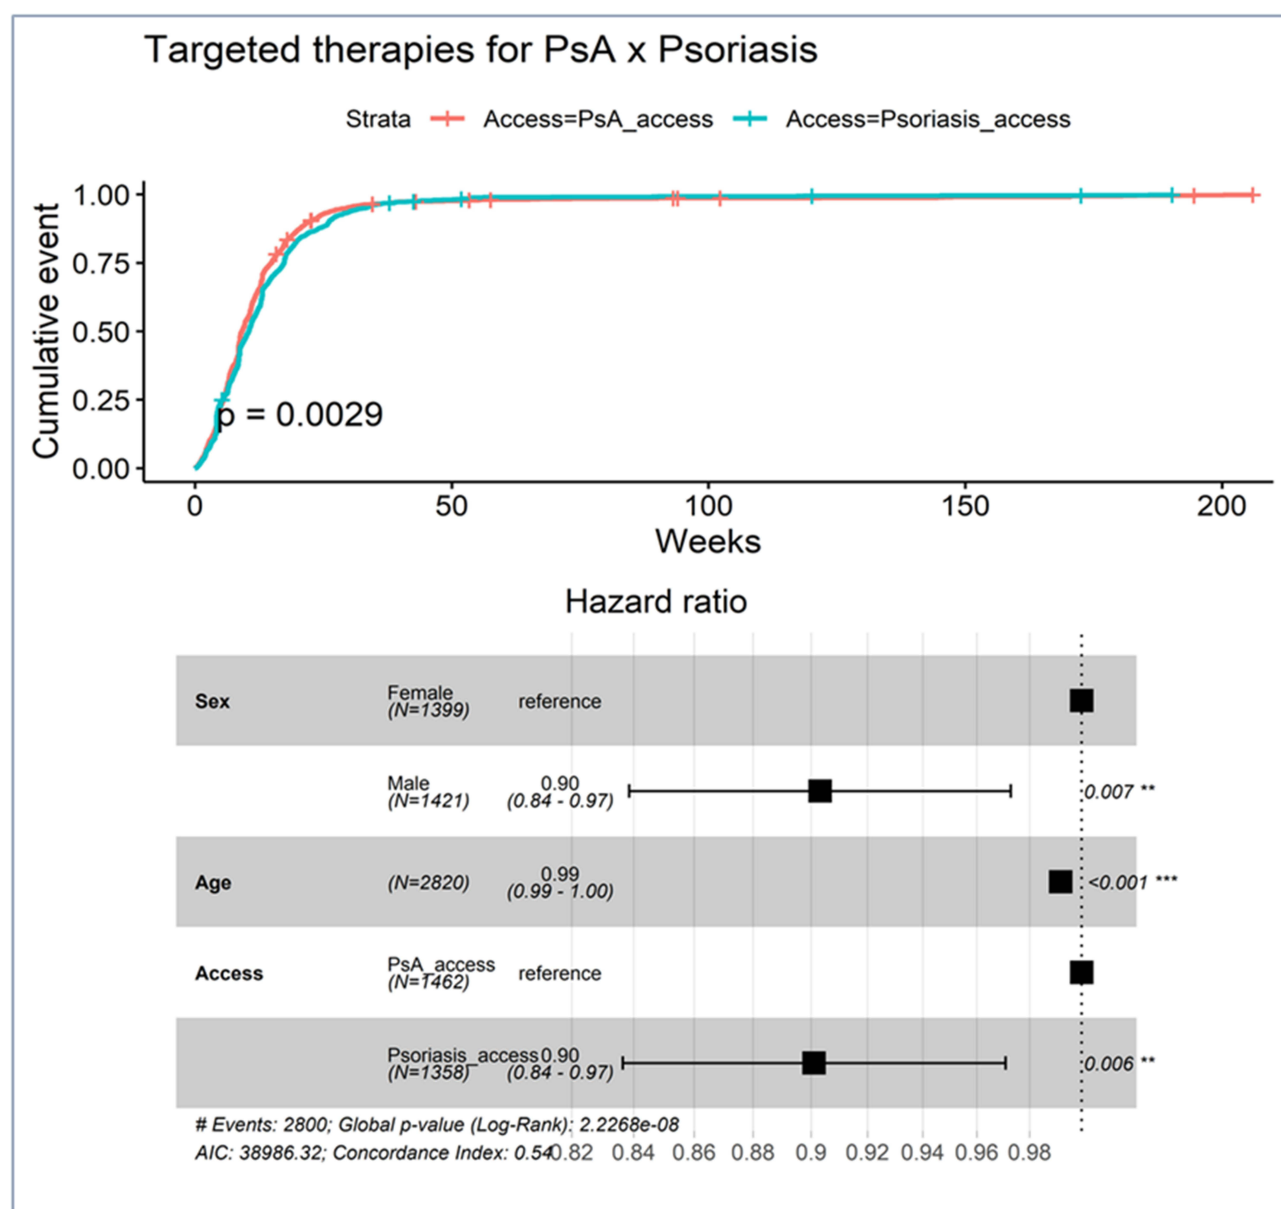 Targeted therapies for PsA x Psoriasis
Strata Access=PsA_access Access=Psoriasis_access
Cumulative event
1.00
0.75
0.50
0.25
0.00
p = 0.0029
0 50 100 150 200
Weeks
Hazard ratio
Sex Female reference
(N=1399)
Male 0.90
(N=1421) (0.84 - 0.97) 0.007 **
Age (N=2820) 0.99
(0.99 - 1.00) <0.001 ***
Access PsA_access reference
(N=1462)
Psoriasis_access 0.90
(N=1358) (0.84 - 0.97) 0.006 **
# Events: 2800; Global p-value (Log-Rank): 2.2268e-08
AIC: 38986.32; Concordance Index: 0.54
0.82 0.84 0.86 0.88 0.9 0.92 0.94 0.96 0.98